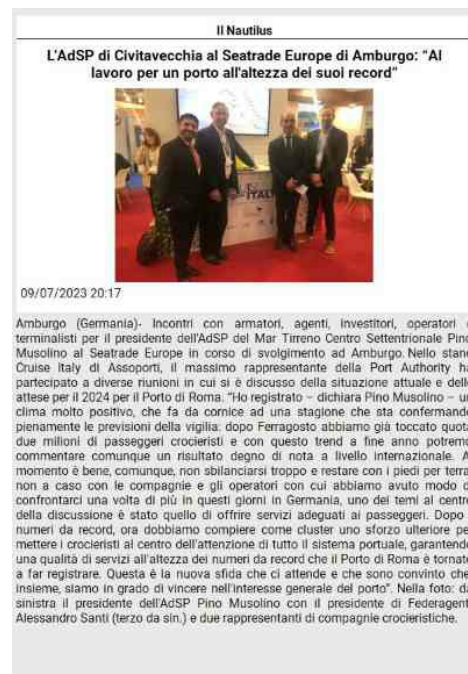 Il Nautilus
L'AdSP di Civitavecchia al Seatrade Europe di Amburgo: “Al
lavoro per un porto all'altezza dei suoi record”
ITALY
09/07/2023 20:17
Amburgo (Germania)- Incontri con armatori, agenti, investitori, operatori e
terminalisti per il presidente dell'AdSP del Mar Tirreno Centro Settentrionale Pino
Musolino al Seatrade Europe in corso di svolgimento ad Amburgo. Nello stand
Cruise Italy di Assoporti, il massimo rappresentante della Port Authority ha
partecipato a diverse riunioni in cui si è discusso della situazione attuale e delle
attese per il 2024 per il Porto di Roma. “Ho registrato – dichiara Pino Musolino – un
clima molto positivo, che fa da cornice ad una stagione che sta confermando
pienamente le previsioni della vigilia: dopo Ferragosto abbiamo già toccato quota
due milioni di passeggeri crocieristi e con questo trend a fine anno potremo
commentare comunque un risultato degno di nota a livello internazionale. Al
momento è bene, comunque, non sbilanciarsi troppo e restare con i piedi per terra:
non a caso con le compagnie e gli operatori con cui abbiamo avuto modo di
confrontarci una volta di più in questi giorni in Germania, uno dei temi al centro
della discussione è stato quello di offrire servizi adeguati ai passeggeri. Dopo i
numeri da record, ora dobbiamo compiere come cluster uno sforzo ulteriore per
mettere i crocieristi al centro dell'attenzione di tutto il sistema portuale, garantendo
una qualità di servizi all'altezza dei numeri da record che il Porto di Roma è tornato
a far registrare. Questa è la nuova sfida che ci attende e che sono convinto che,
insieme, siamo in grado di vincere nell'interesse generale del porto”. Nella foto: da
sinistra il presidente dell'AdSP Pino Musolino con il presidente di Federagenti
Alessandro Santi (terzo da sin.) e due rappresentanti di compagnie crocieristiche.